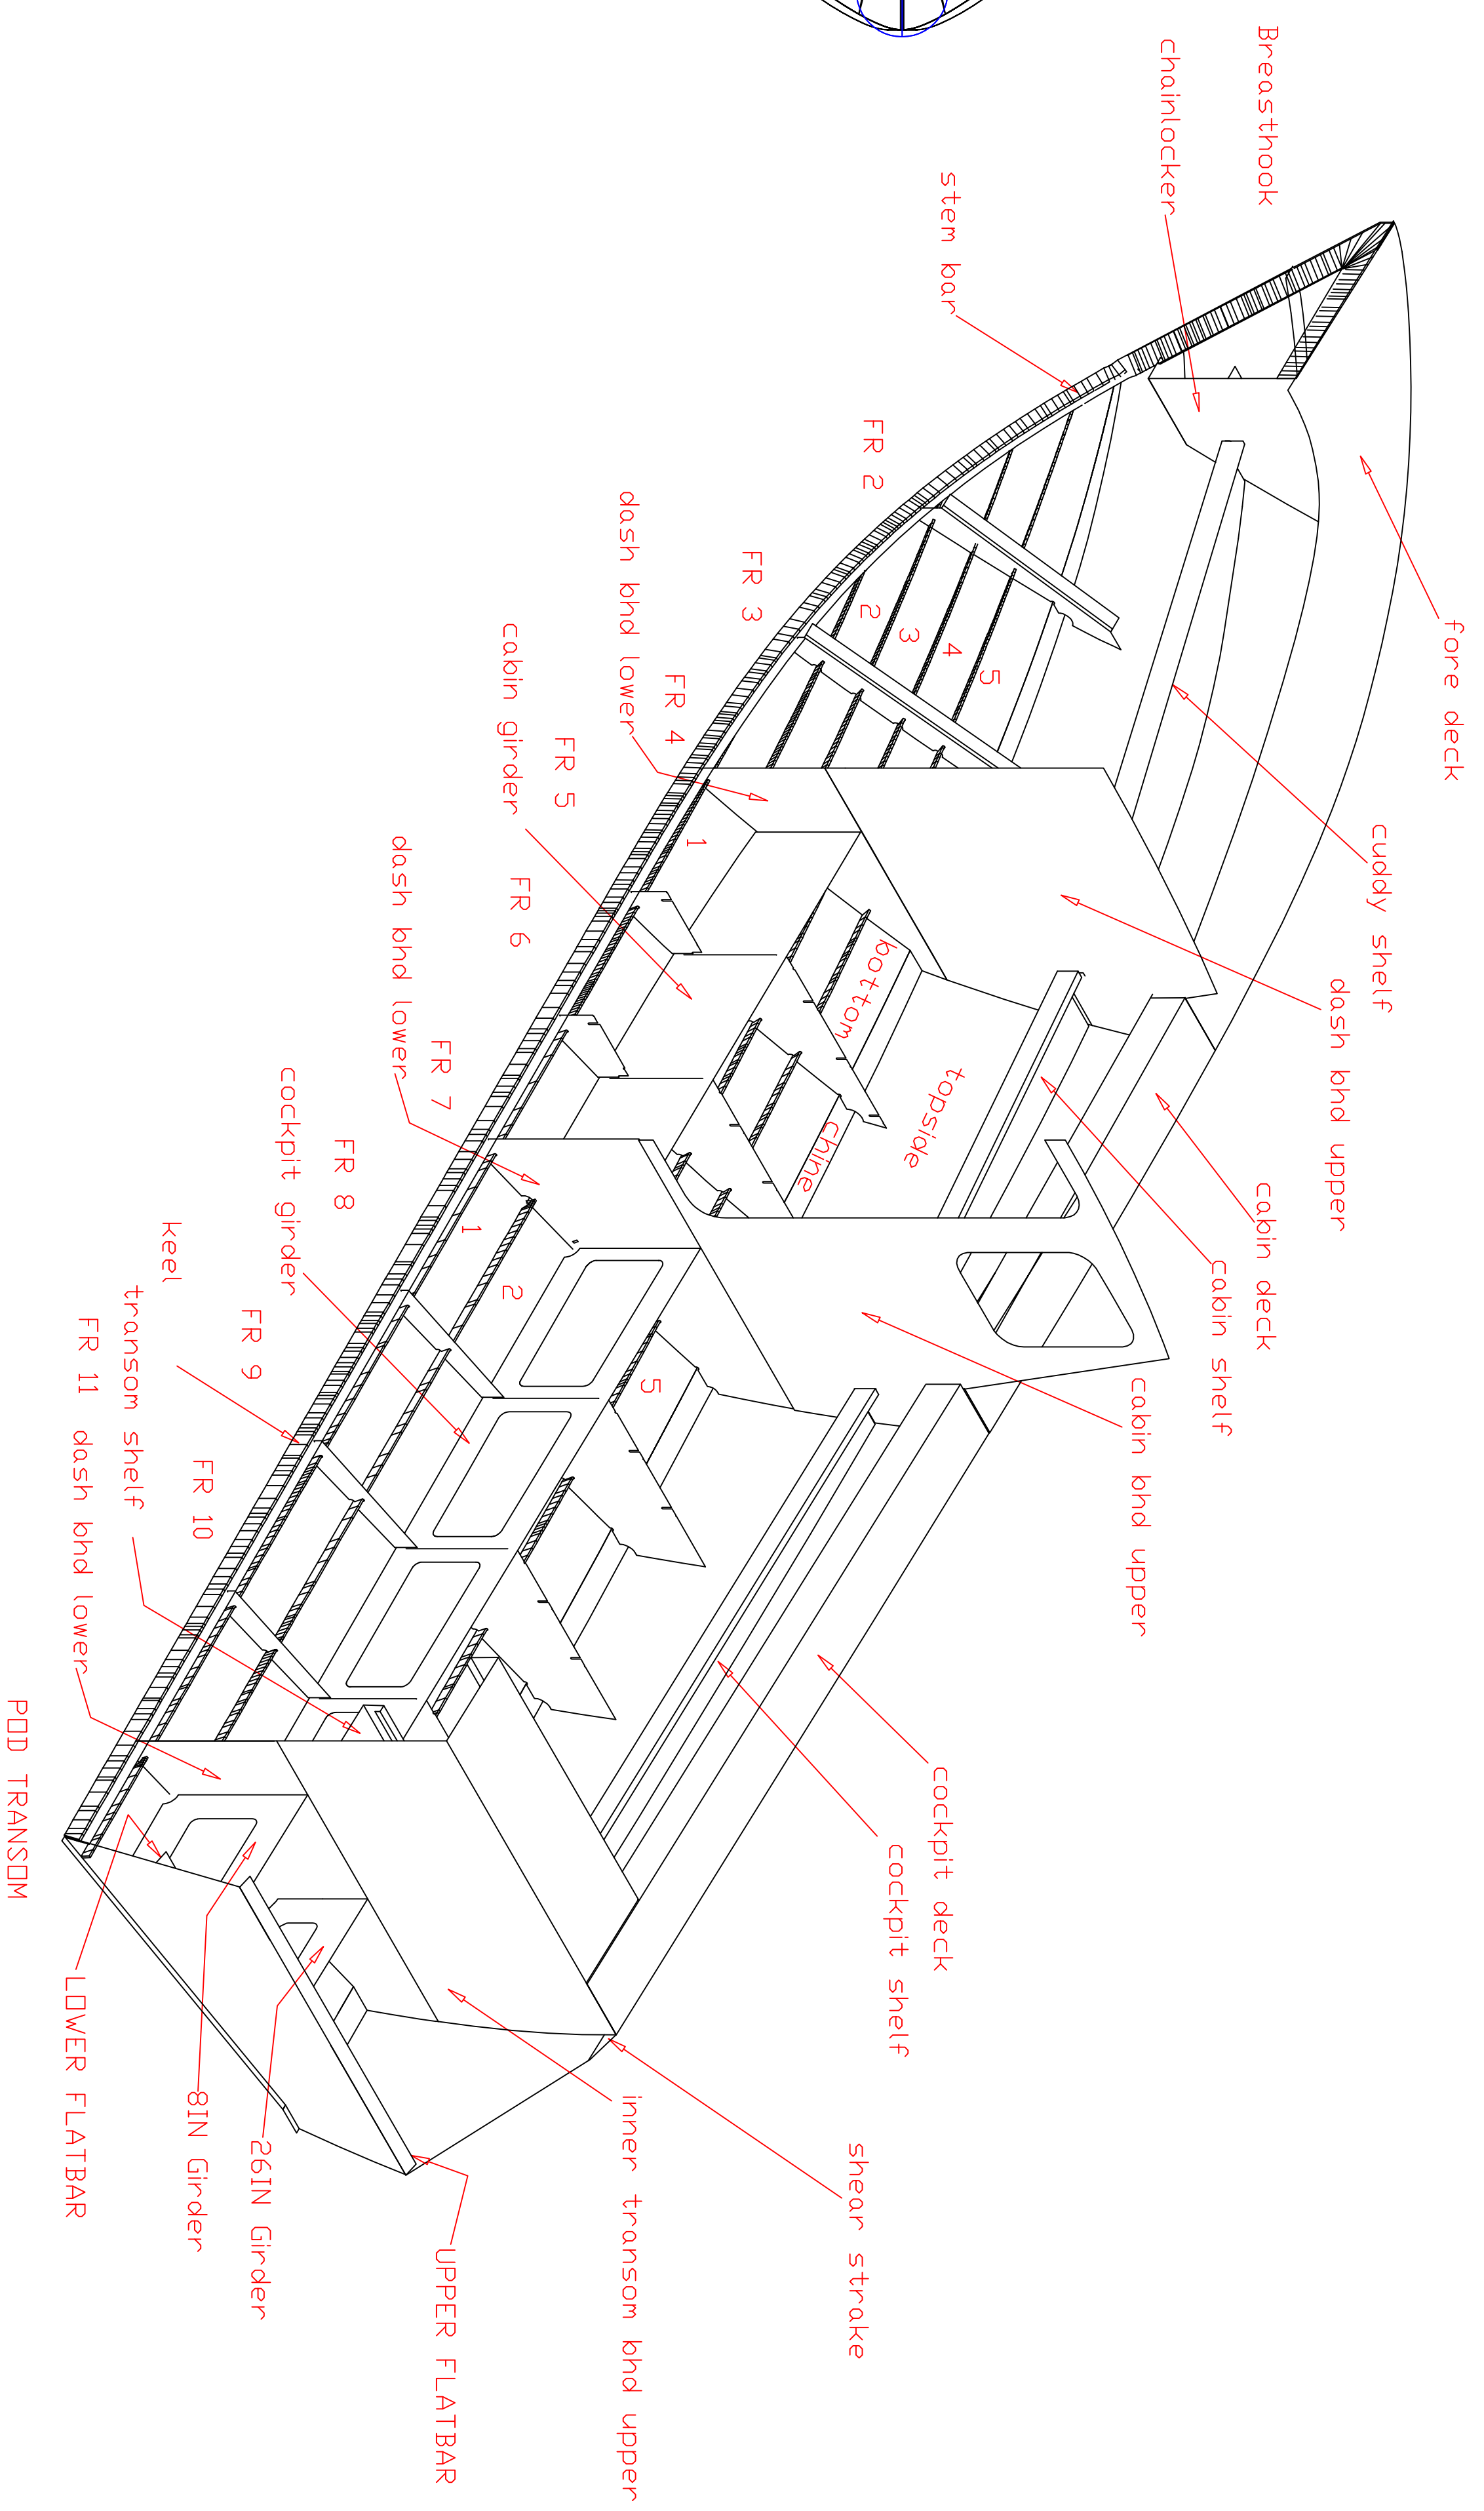 Breasthook
chainlocker
stem bar
fore deck
FR 2
dash bhd lower
FR 3
cabin girder
FR 4
2
3
4
5
cuddy shelf
FR 5
dash bhd lower
1
FR 6
bottom
dash bhd upper
FR 7
cockpit girder
topside
chine
cabin deck
FR 8
cabin shelf
keel
1
2
transom shelf
FR 9
FR 11
5
cabin bhd upper
dash bhd lower
FR 10
POD TRANSOM
cockpit deck
cockpit shelf
LOWER FLATBAR
8IN Girder
26IN Girder
inner transom bhd upper
shear strake
UPPER FLATBAR